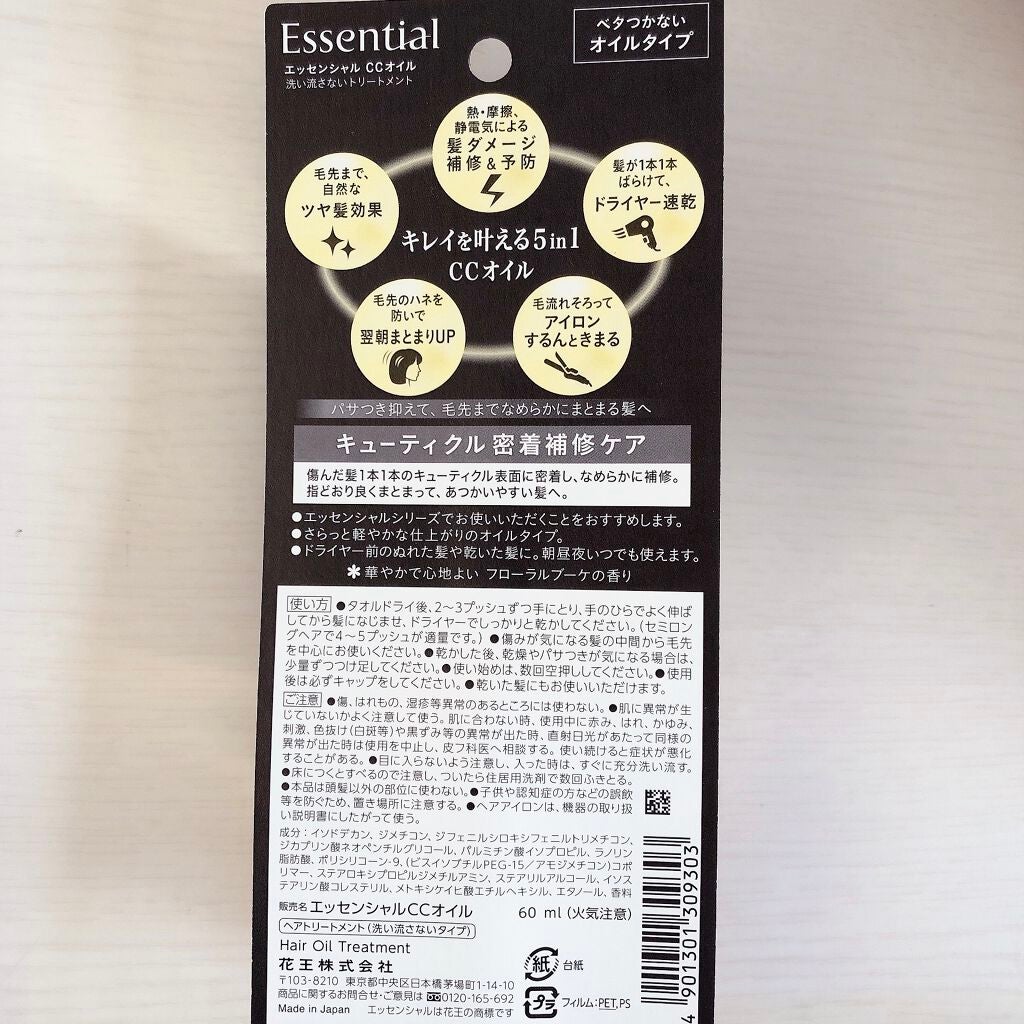 Essential
エッセンシャル CCオイル
洗い流さないトリートメント
ベタつかない
オイルタイプ
熱・摩擦、
静電気による
髪ダメージ
補修&予防
毛先まで、
自然な
ツヤ髪効果
髪が1本1本
ばらけて、
ドライヤー速乾
キレイを叶える5in1
CCオイル
毛先のハネを
防いで
翌朝まとまりUP
毛流れそろって
アイロン
するんときまる
パサつき抑えて、毛先までなめらかにまとまる髪へ
キューティクル 密着補修ケア
傷んだ髪1本1本のキューティクル表面に密着し、なめらかに補修。
指どおり良くまとまって、あつかいやすい髪へ。
●エッセンシャルシリーズでお使いいただくことをおすすめします。
●さらっと軽やかな仕上がりのオイルタイプ。
●ドライヤー前のぬれた髪や乾いた髪に。朝昼夜いつでも使えます。
＊華やかで心地よい フローラルブーケの香り
使い方 ●タオルドライ後、2〜3プッシュずつ手にとり、手のひらでよく伸ば
してから髪になじませ、ドライヤーでしっかりと乾かしてください。(セミロン
グヘアで4〜5プッシュが適量です。) ●傷みが気になる髪の中間から毛先
を中心にお使いください。●乾かした後、乾燥やパサつきが気になる場合は、
少量ずつつけ足してください。●使い始めは、数回空押ししてください。●使用
後は必ずキャップをしてください。●乾いた髪にもお使いいただけます。
ご注意 ●傷、はれもの、湿疹等異常のあるところには使わない。●肌に異常が生
じていないかよく注意して使う。肌に合わない時、使用中に赤み、はれ、かゆみ、
刺激、色抜け(白斑等)や黒ずみ等の異常が出た時、直射日光があたって同様の
異常が出た時は使用を中止し、皮フ科医へ相談する。使い続けると症状が悪化
することがある。●目に入らないよう注意し、入った時は、すぐに充分洗い流す。
●床につくとすべるので注意し、ついたら住居用洗剤で数回ふきとる。
●本品は頭髪以外の部位に使わない。●子供や認知症の方などの誤飲
等を防ぐため、置き場所に注意する。●ヘアアイロンは、機器の取り扱
い説明書にしたがって使う。
成分：イソドデカン、ジメチコン、ジフェニルシロキシフェニルトリメチコン、
ジカプリン酸ネオペンチルグリコール、パルミチン酸イソプロピル、ラノリン
脂肪酸、ポリシリコーン-9、(ビスイソブチルPEG-15／アモジメチコン)コポ
リマー、ステアロキシプロピルジメチルアミン、ステアリルアルコール、イソス
テアリン酸コレステリル、メトキシケイヒ酸エチルヘキシル、エタノール、香料
販売名 エッセンシャルCCオイル 60 ml (火気注意)
ヘアトリートメント(洗い流さないタイプ)
Hair Oil Treatment
花王株式会社
〒103-8210 東京都中央区日本橋茅場町1-14-10
商品に関するお問い合わせ・ご意見は 0120-165-692
Made in Japan エッセンシャルは花王の商標です
紙 台紙
プラ フィルム：PET,PS
4 901301 309303